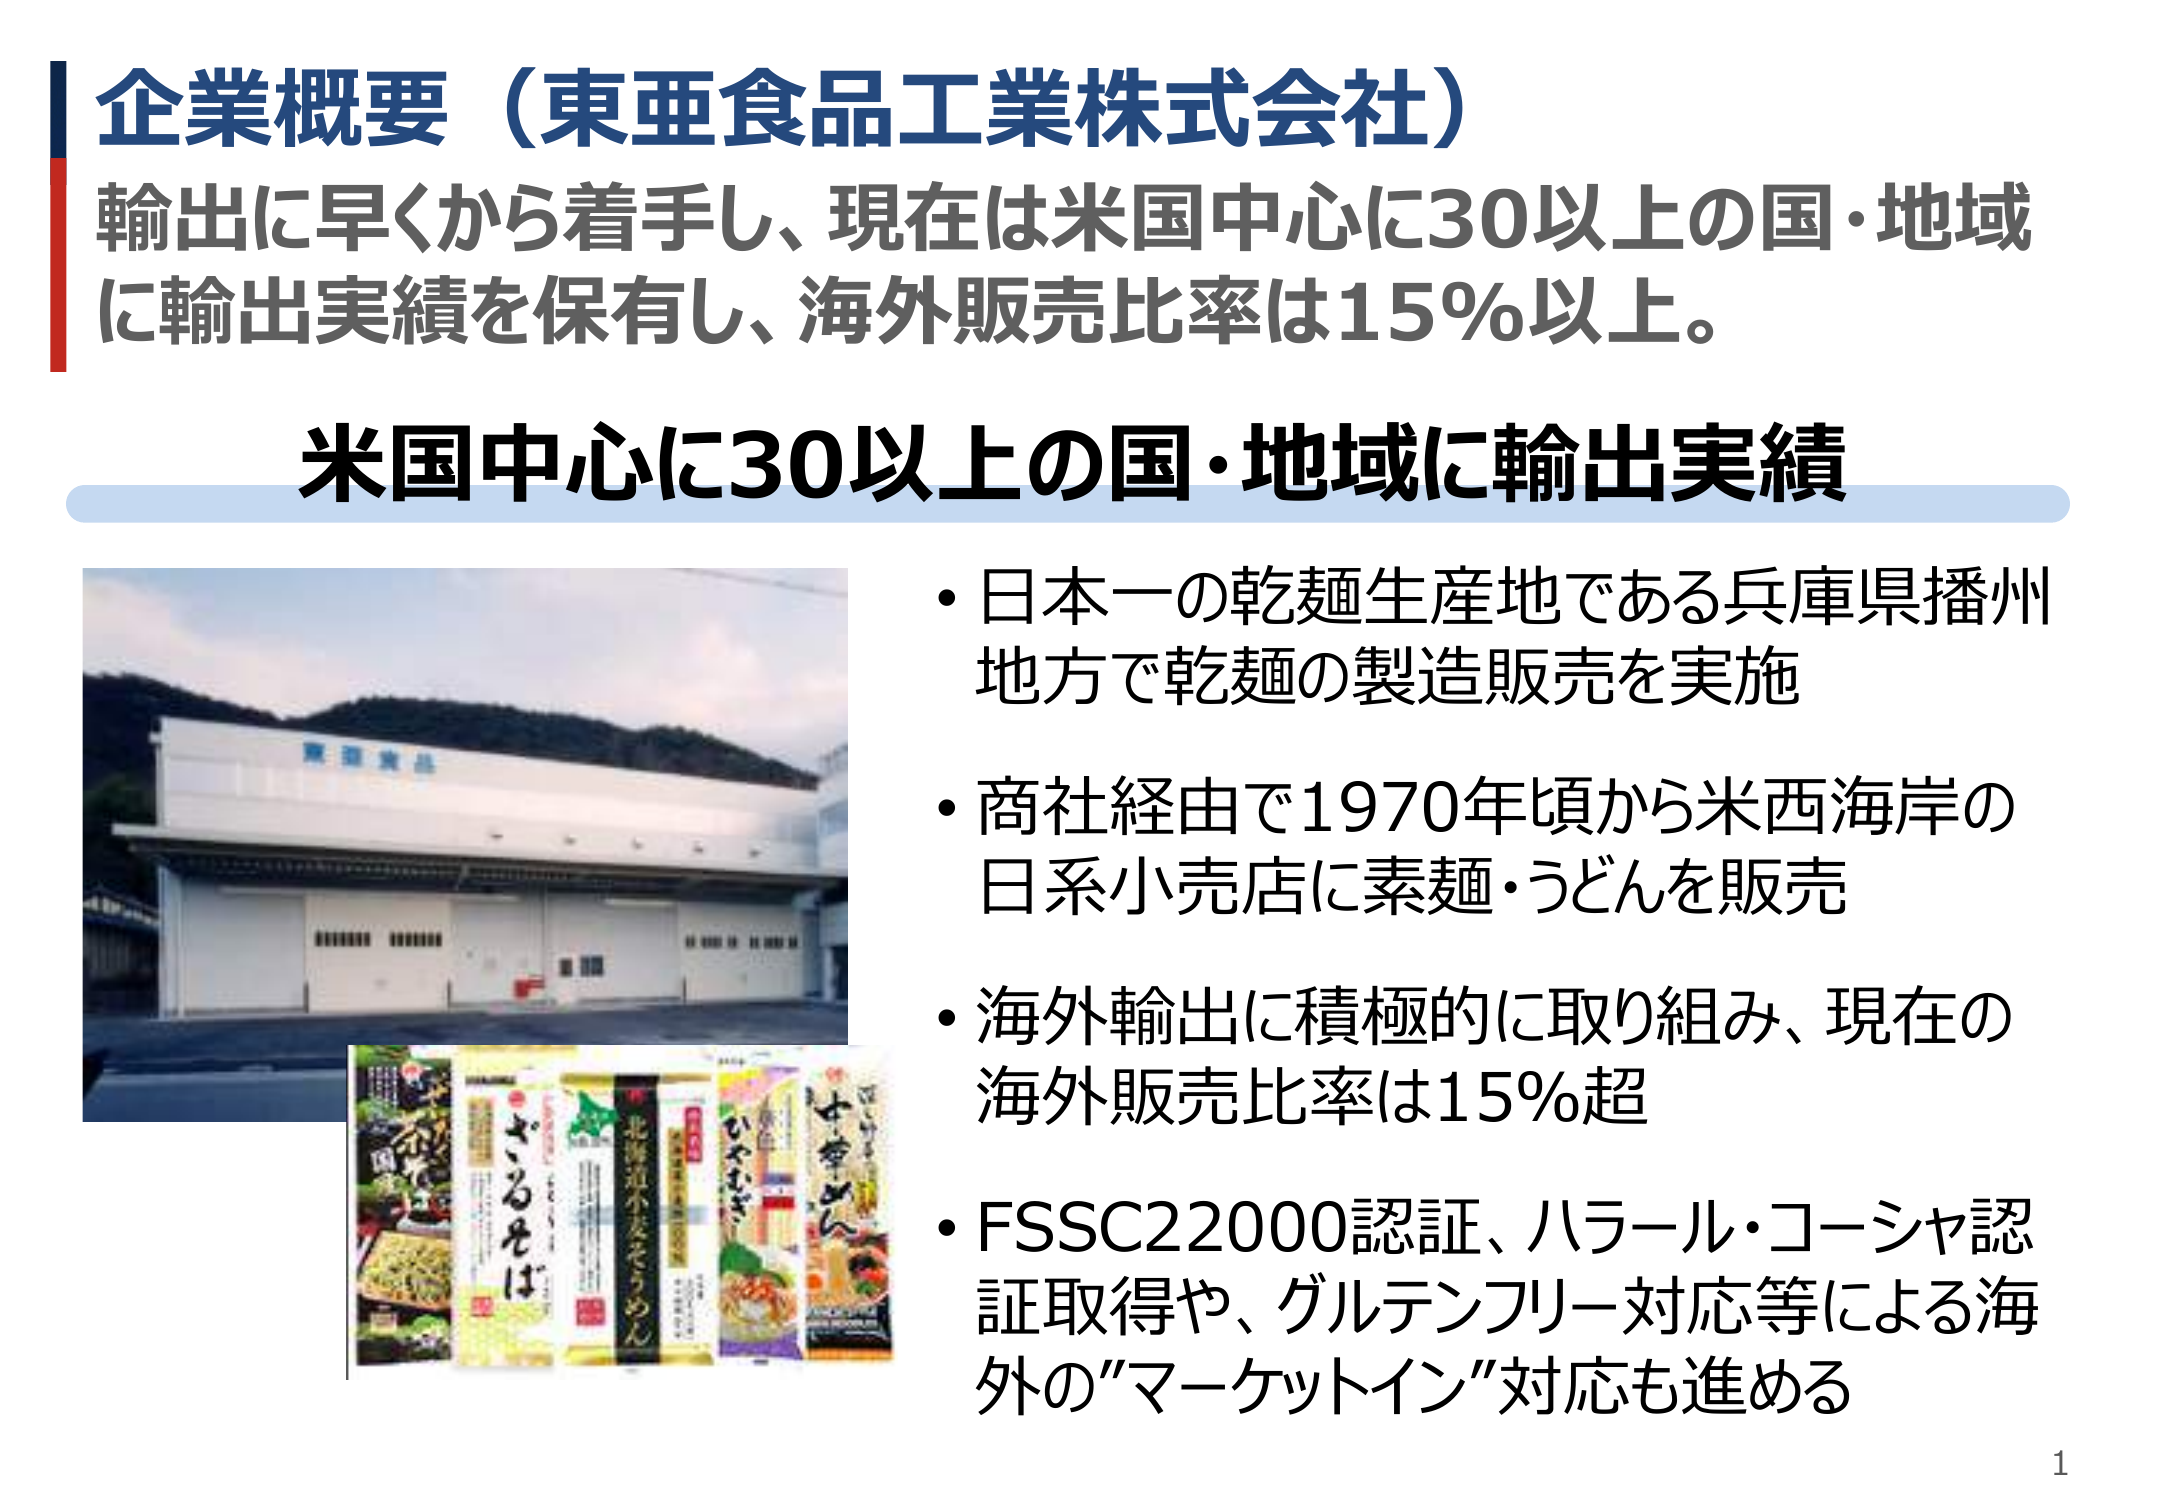 企業概要（東亜食品工業株式会社）
輸出に早くから着手し、現在は米国中心に30以上の国・地域
に輸出実績を保有し、海外販売比率は15%以上。
米国中心に30以上の国・地域に輸出実績
• 日本一の乾麺生産地である兵庫県播州
地方で乾麺の製造販売を実施
• 商社経由で1970年頃から米西海岸の
日系小売店に素麺・うどんを販売
• 海外輸出に積極的に取り組み、現在の
海外販売比率は15%超
• FSSC22000認証、ハラール・コーシャ認
証取得や、グルテンフリー対応等による海
外の”マーケットイン”対応も進める
東亜食品
ざるそば
北海道小麦そうめん
ひやむぎ
中華めん
1